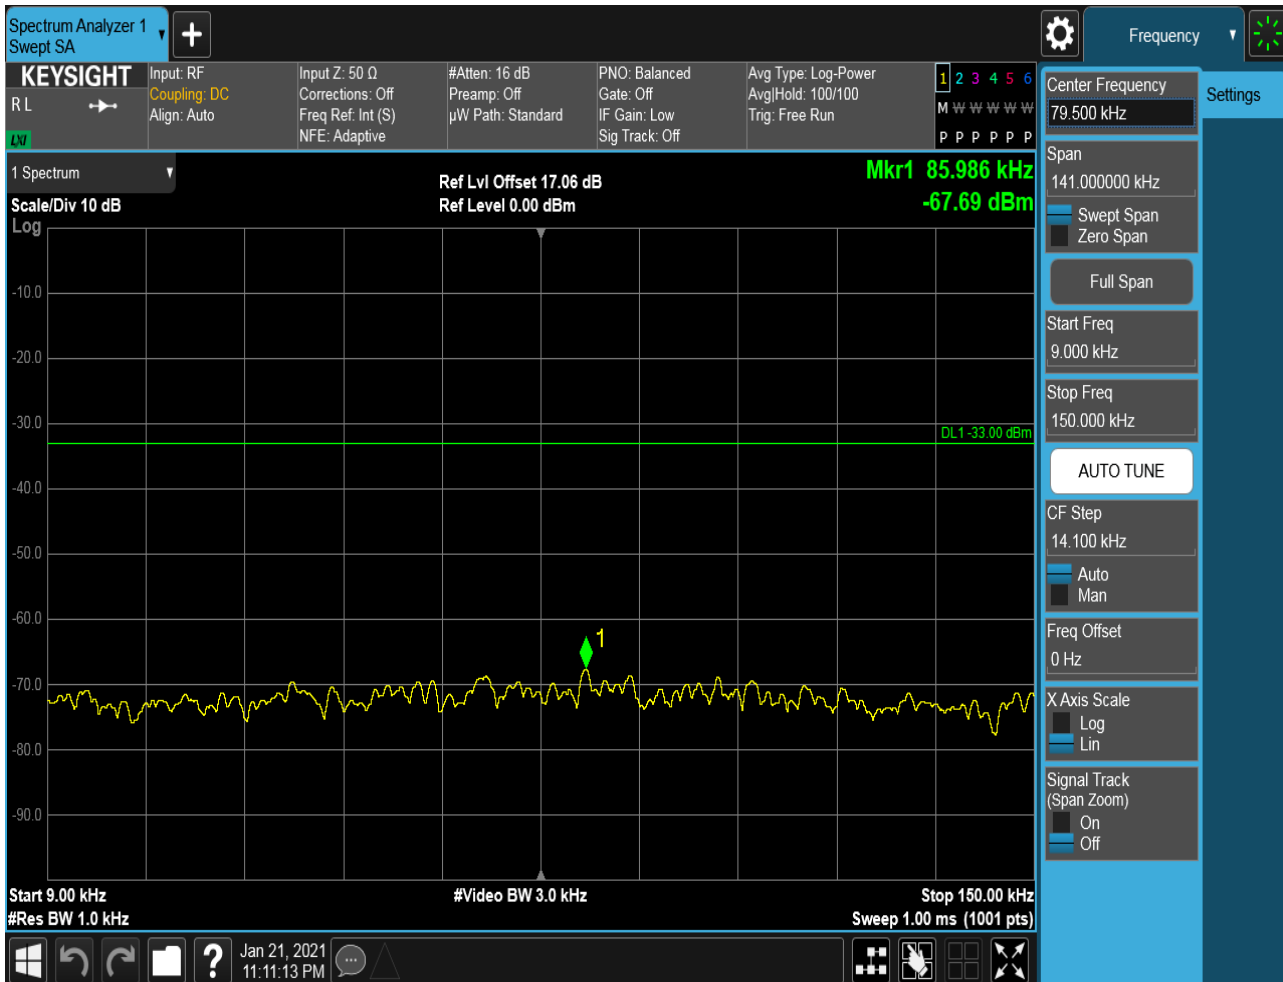 Spectrum Analyzer 1
Swept SA
Frequency
KEYSIGHT
R L
LXI
Input: RF
Coupling: DC
Align: Auto
Input Z: 50 Ω
Corrections: Off
Freq Ref: Int (S)
NFE: Adaptive
#Atten: 16 dB
Preamp: Off
µW Path: Standard
PNO: Balanced
Gate: Off
IF Gain: Low
Sig Track: Off
Avg Type: Log-Power
Avg|Hold: 100/100
Trig: Free Run
1 2 3 4 5 6
M W W W W W
P P P P P P
1 Spectrum
Scale/Div 10 dB
Log
Ref Lvl Offset 17.06 dB
Ref Level 0.00 dBm
Mkr1 85.986 kHz
-67.69 dBm
-10.0
-20.0
-30.0
DL1 -33.00 dBm
-40.0
-50.0
-60.0
1
-70.0
-80.0
-90.0
Start 9.00 kHz
#Res BW 1.0 kHz
#Video BW 3.0 kHz
Stop 150.00 kHz
Sweep 1.00 ms (1001 pts)
Jan 21, 2021
11:11:13 PM
Center Frequency
79.500 kHz
Settings
Span
141.000000 kHz
Swept Span
Zero Span
Full Span
Start Freq
9.000 kHz
Stop Freq
150.000 kHz
AUTO TUNE
CF Step
14.100 kHz
Auto
Man
Freq Offset
0 Hz
X Axis Scale
Log
Lin
Signal Track
(Span Zoom)
On
Off